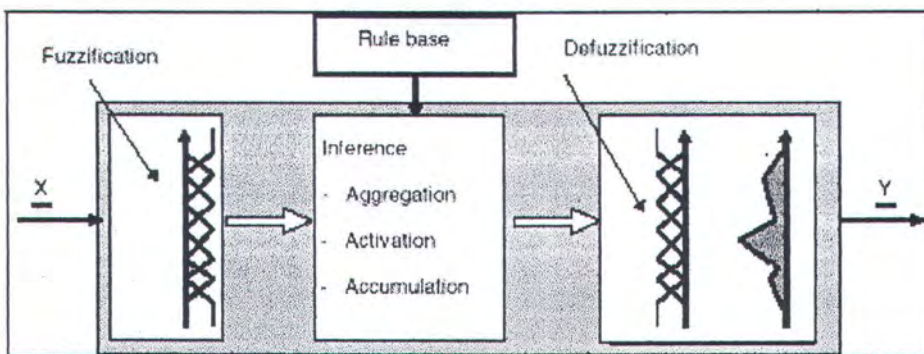 Rule base
Fuzzification
Defuzzification
Inference
- Aggregation
- Activation
- Accumulation
X
Y